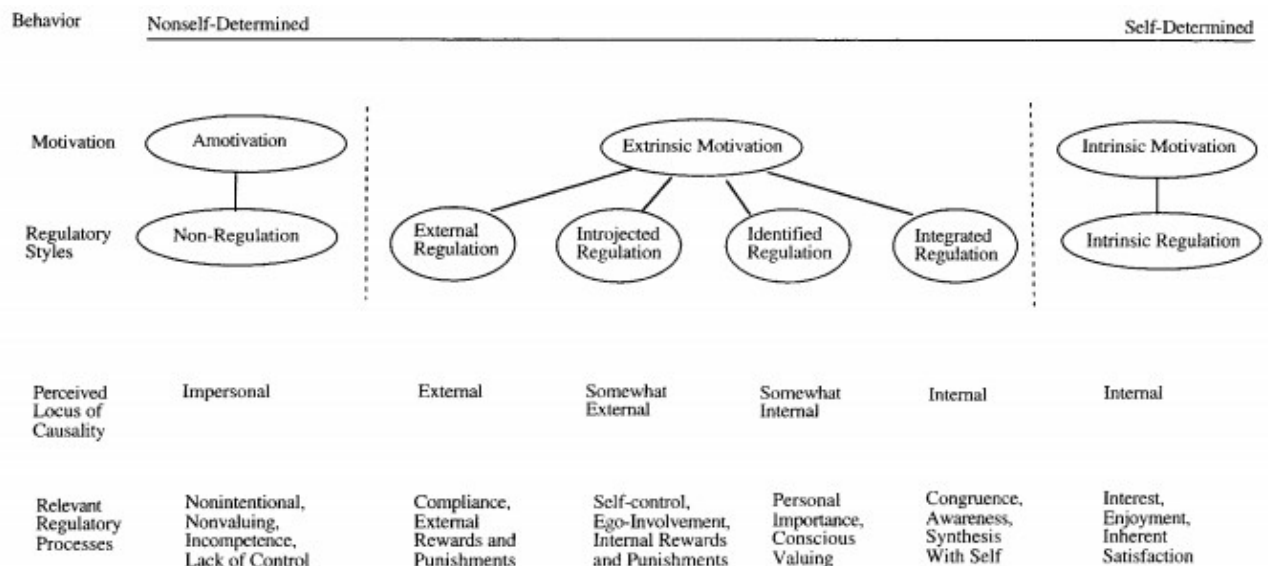 Behavior Nonself-Determined Self-Determined
Motivation Amotivation Extrinsic Motivation Intrinsic Motivation
Regulatory
Styles
Non-Regulation
External
Regulation
Introjected
Regulation
Identified
Regulation
Integrated
Regulation
Intrinsic Regulation
Perceived
Locus of
Causality
Impersonal
External
Somewhat
External
Somewhat
Internal
Internal
Internal
Relevant
Regulatory
Processes
Nonintentional,
Nonvaluing,
Incompetence,
Lack of Control
Compliance,
External
Rewards and
Punishments
Self-control,
Ego-Involvement,
Internal Rewards
and Punishments
Personal
Importance,
Conscious
Valuing
Congruence,
Awareness,
Synthesis
With Self
Interest,
Enjoyment,
Inherent
Satisfaction